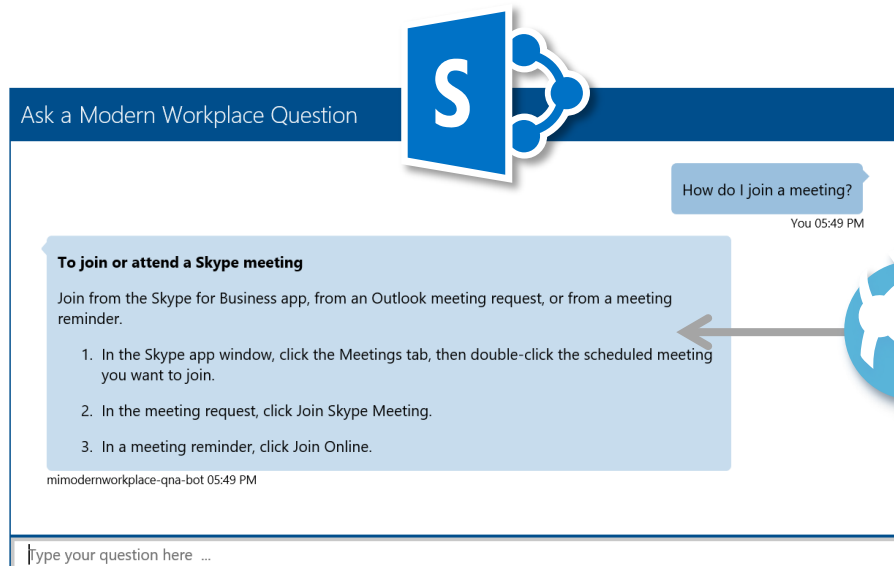 S
Ask a Modern Workplace Question
How do I join a meeting?
You 05:49 PM
To join or attend a Skype meeting
Join from the Skype for Business app, from an Outlook meeting request, or from a meeting
reminder.
1. In the Skype app window, click the Meetings tab, then double-click the scheduled meeting
you want to join.
2. In the meeting request, click Join Skype Meeting.
3. In a meeting reminder, click Join Online.
mimodernworkplace-qna-bot 05:49 PM
Type your question here ...